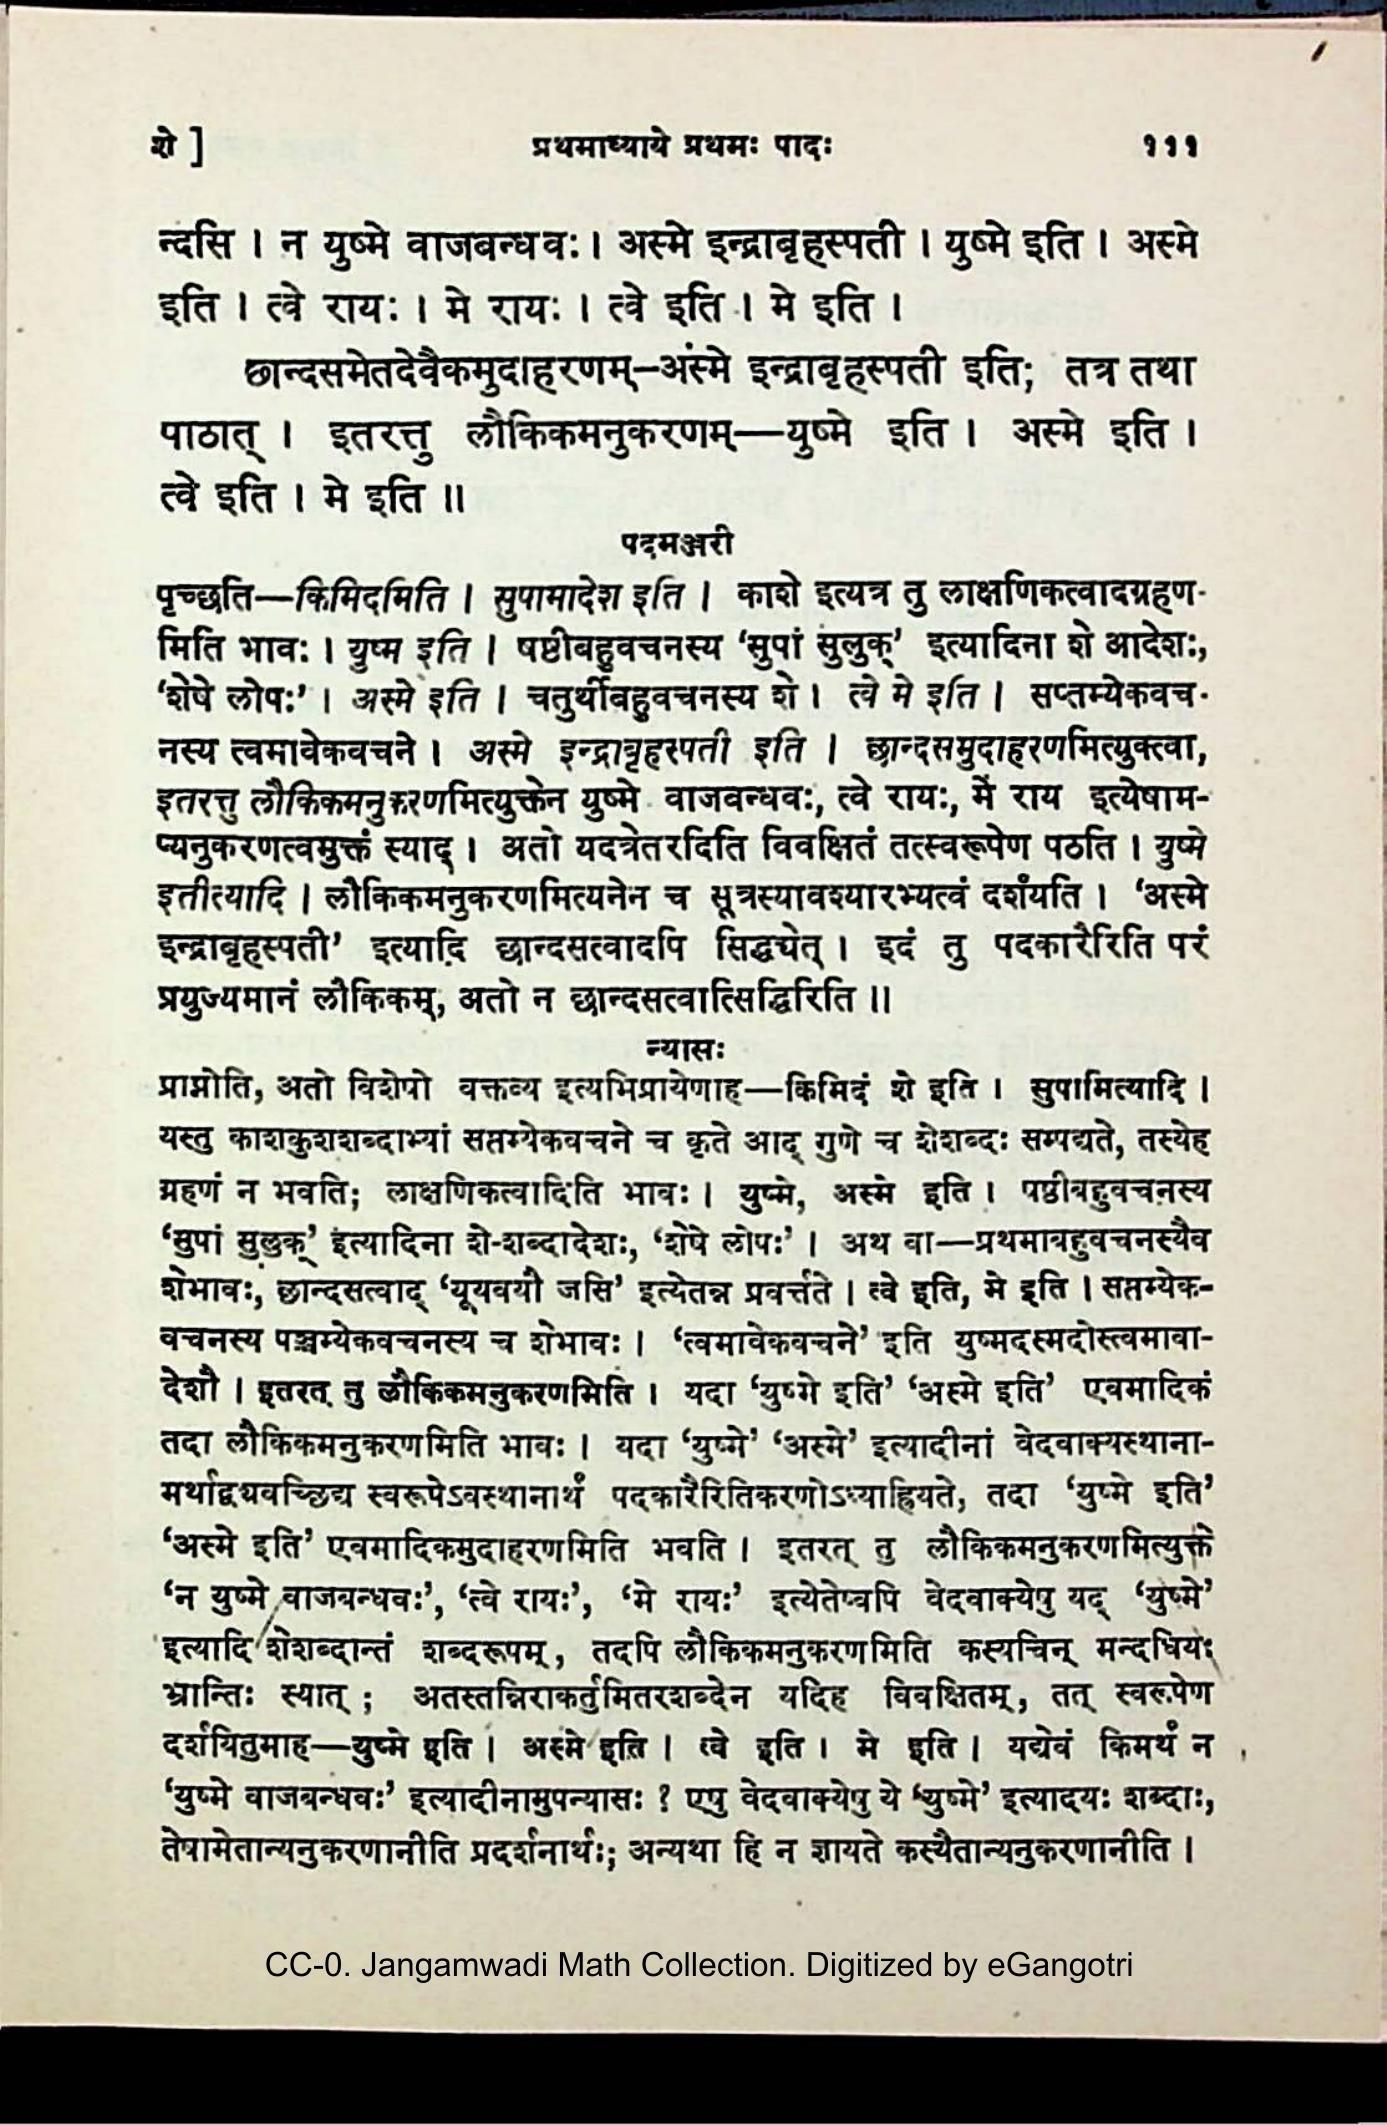 शे ] प्रथमाध्याये प्रथमः पादः १११
न्दसि । न युष्मे वाजबन्धवः । अस्मे इन्द्राबृहस्पती । युष्मे इति । अस्मे
इति । त्वे रायः । मे रायः । त्वे इति । मे इति ।
छान्दसमेतदेवैकमुदाहरणम्–अंस्मे इन्द्राबृहस्पती इति; तत्र तथा
पाठात् । इतरत्तु लौकिकमनुकरणम्—युष्मे इति । अस्मे इति ।
त्वे इति । मे इति ॥
पदमञ्जरी
पृच्छति—किमिदमिति । सुपामादेश इति । काशे इत्यत्र तु लाक्षणिकत्वादग्रहण-
मिति भावः । युष्म इति । षष्ठीबहुवचनस्य ‘सुपां सुलुक्’ इत्यादिना शे आदेशः,
‘शेषे लोपः’ । अस्मे इति । चतुर्थीबहुवचनस्य शे । त्वे मे इति । सप्तम्येकवच-
नस्य त्वमावेकवचने । अस्मे इन्द्राबृहस्पती इति । छान्दसमुदाहरणमित्युक्त्वा,
इतरत्तु लौकिकमनुकरणमित्युक्तेन युष्मे वाजबन्धवः, त्वे रायः, में राय इत्येषाम-
प्यनुकरणत्वमुक्तं स्याद् । अतो यदत्रेतरदिति विवक्षितं तत्स्वरूपेण पठति । युष्मे
इतीत्यादि । लौकिकमनुकरणमित्यनेन च सूत्रस्यावश्यारभ्यत्वं दर्शयति । ‘अस्मे
इन्द्राबृहस्पती’ इत्यादि छान्दसत्वादपि सिद्ध्येत् । इदं तु पदकारैरिति परं
प्रयुज्यमानं लौकिकम्, अतो न छान्दसत्वात्सिद्धिरिति ॥
न्यासः
प्राप्नोति, अतो विशेषो वक्तव्य इत्यभिप्रायेणाह—किमिदं शे इति । सुपामित्यादि ।
यस्तु काशकुशशब्दाभ्यां सप्तम्येकवचने च कृते आद् गुणे च शेशब्दः सम्पद्यते, तस्येह
ग्रहणं न भवति; लाक्षणिकत्वादिति भावः । युष्मे, अस्मे इति । षष्ठीबहुवचनस्य
‘सुपां सुलुक्’ इत्यादिना शे-शब्दादेशः, ‘शेषे लोपः’ । अथ वा—प्रथमाबहुवचनस्यैव
शेभावः, छान्दसत्वाद् ‘यूयवयौ जसि’ इत्येतन्न प्रवर्त्तते । त्वे इति, मे इति । सप्तम्येक-
वचनस्य पञ्चम्येकवचनस्य च शेभावः । ‘त्वमावेकवचने’ इति युष्मदस्मदोस्त्वमावा-
देशौ । इतरत् तु लौकिकमनुकरणमिति । यदा ‘युष्मे इति’ ‘अस्मे इति’ एवमादिकं
तदा लौकिकमनुकरणमिति भावः । यदा ‘युष्मे’ ‘अस्मे’ इत्यादीनां वेदवाक्यस्थाना-
मर्थाद्व्यवच्छिद्य स्वरूपेऽवस्थानार्थं पदकारैरितिकरणोऽध्याह्रियते, तदा ‘युष्मे इति’
‘अस्मे इति’ एवमादिकमुदाहरणमिति भवति । इतरत् तु लौकिकमनुकरणमित्युक्ते
‘न युष्मे वाजबन्धवः’, ‘त्वे रायः’, ‘मे रायः’ इत्येतेष्वपि वेदवाक्येषु यद् ‘युष्मे’
इत्यादि शेशब्दान्तं शब्दरूपम्, तदपि लौकिकमनुकरणमिति कस्यचिन् मन्दधियः
भ्रान्तिः स्यात् ; अतस्तन्निराकर्तुमितरशब्देन यदिह विवक्षितम्, तत् स्वरूपेण
दर्शयितुमाह—युष्मे इति । अस्मे इति । त्वे इति । मे इति । यद्येवं किमर्थं न
‘युष्मे वाजबन्धवः’ इत्यादीनामुपन्यासः ? एषु वेदवाक्येषु ये ‘युष्मे’ इत्यादयः शब्दाः,
तेषामेतान्यनुकरणानीति प्रदर्शनार्थः; अन्यथा हि न ज्ञायते कस्यैतान्यनुकरणानीति ।
CC-0. Jangamwadi Math Collection. Digitized by eGangotri